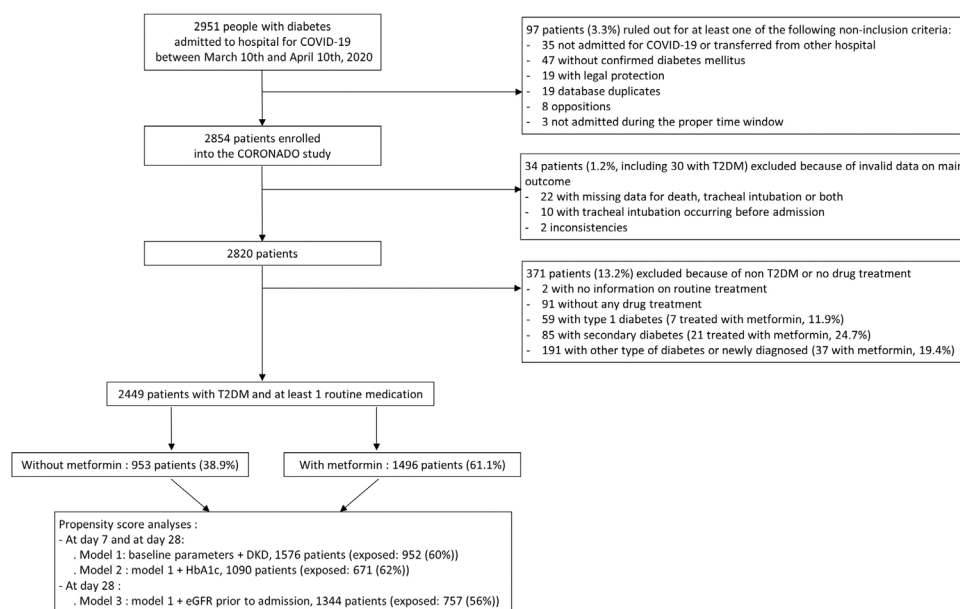 2951 people with diabetes
admitted to hospital for COVID-19
between March 10th and April 10th, 2020
97 patients (3.3%) ruled out for at least one of the following non-inclusion criteria:
- 35 not admitted for COVID-19 or transferred from other hospital
- 47 without confirmed diabetes mellitus
- 19 with legal protection
- 19 database duplicates
- 8 oppositions
- 3 not admitted during the proper time window
2854 patients enrolled
into the CORONADO study
34 patients (1.2%, including 30 with T2DM) excluded because of invalid data on main
outcome
- 22 with missing data for death, tracheal intubation or both
- 10 with tracheal intubation occurring before admission
- 2 inconsistencies
2820 patients
371 patients (13.2%) excluded because of non T2DM or no drug treatment
- 2 with no information on routine treatment
- 91 without any drug treatment
- 59 with type 1 diabetes (7 treated with metformin, 11.9%)
- 85 with secondary diabetes (21 treated with metformin, 24.7%)
- 191 with other type of diabetes or newly diagnosed (37 with metformin, 19.4%)
2449 patients with T2DM and at least 1 routine medication
Without metformin : 953 patients (38.9%)
With metformin : 1496 patients (61.1%)
Propensity score analyses :
- At day 7 and at day 28:
. Model 1: baseline parameters + DKD, 1576 patients (exposed: 952 (60%))
. Model 2 : model 1 + HbA1c, 1090 patients (exposed: 671 (62%))
- At day 28 :
. Model 3 : model 1 + eGFR prior to admission, 1344 patients (exposed: 757 (56%))